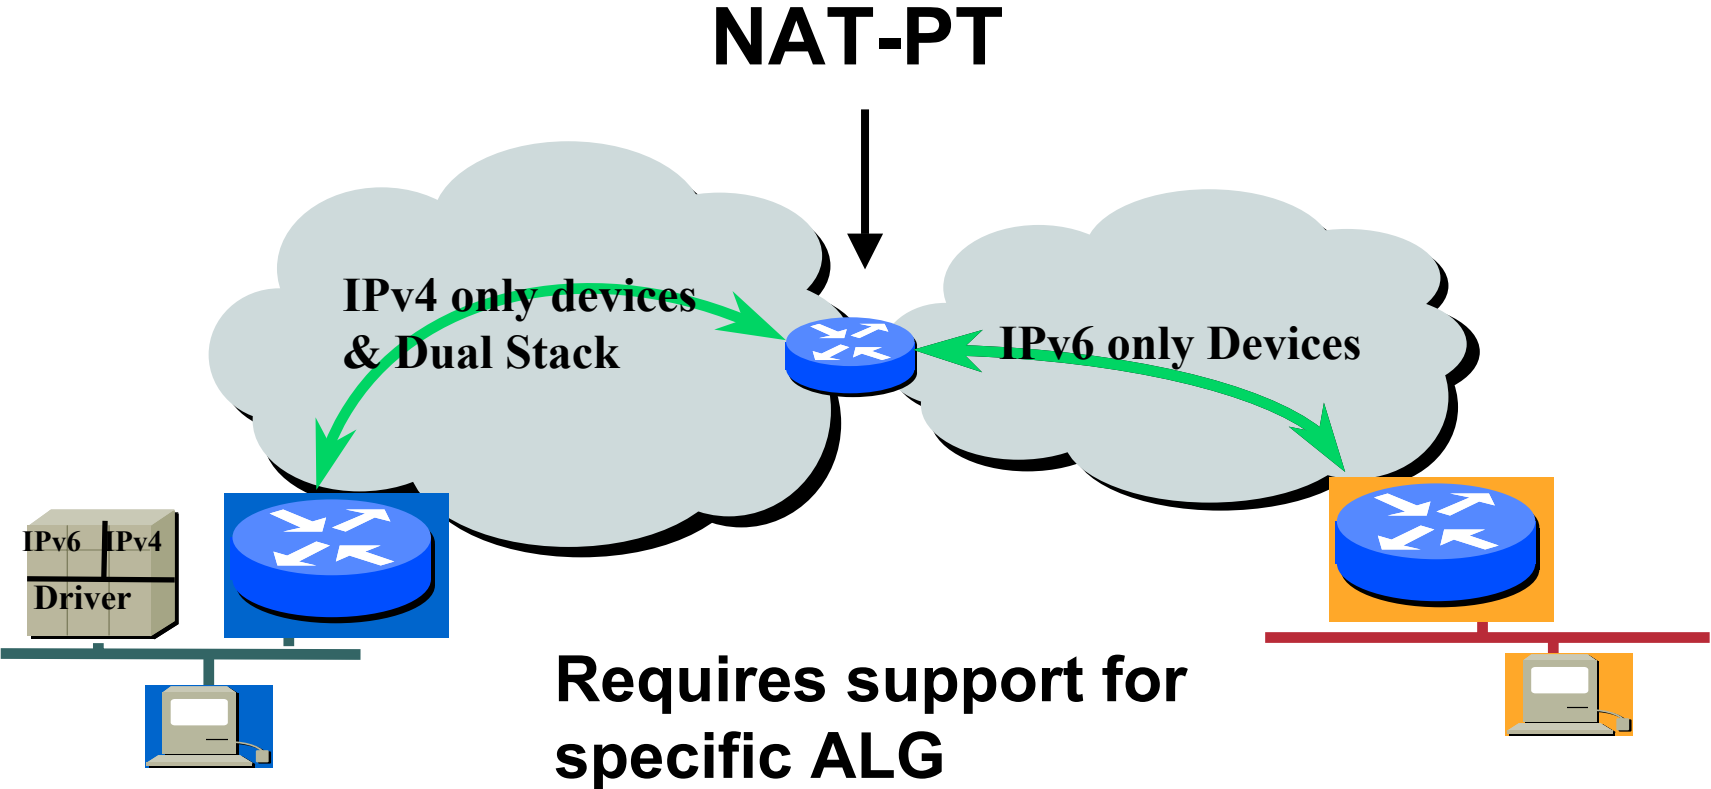 NAT-PT
IPv4 only devices
& Dual Stack
IPv6 only Devices
IPv6 IPv4
Driver
Requires support for
specific ALG